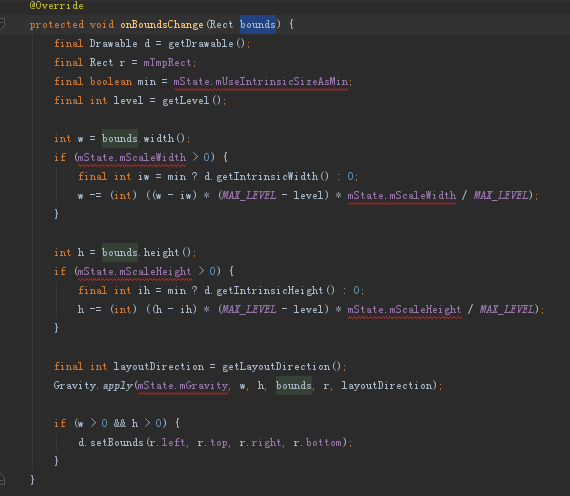 @Override
protected void onBoundsChange(Rect bounds) {
    final Drawable d = getDrawable();
    final Rect r = mTmpRect;
    final boolean min = mState.mUseIntrinsicSizeAsMin;
    final int level = getLevel();

    int w = bounds.width();
    if (mState.mScaleWidth > 0) {
        final int iw = min ? d.getIntrinsicWidth() : 0;
        w -= (int) ((w - iw) * (MAX_LEVEL - level) * mState.mScaleWidth / MAX_LEVEL);
    }

    int h = bounds.height();
    if (mState.mScaleHeight > 0) {
        final int ih = min ? d.getIntrinsicHeight() : 0;
        h -= (int) ((h - ih) * (MAX_LEVEL - level) * mState.mScaleHeight / MAX_LEVEL);
    }

    final int layoutDirection = getLayoutDirection();
    Gravity.apply(mState.mGravity, w, h, bounds, r, layoutDirection);

    if (w > 0 && h > 0) {
        d.setBounds(r.left, r.top, r.right, r.bottom);
    }
}